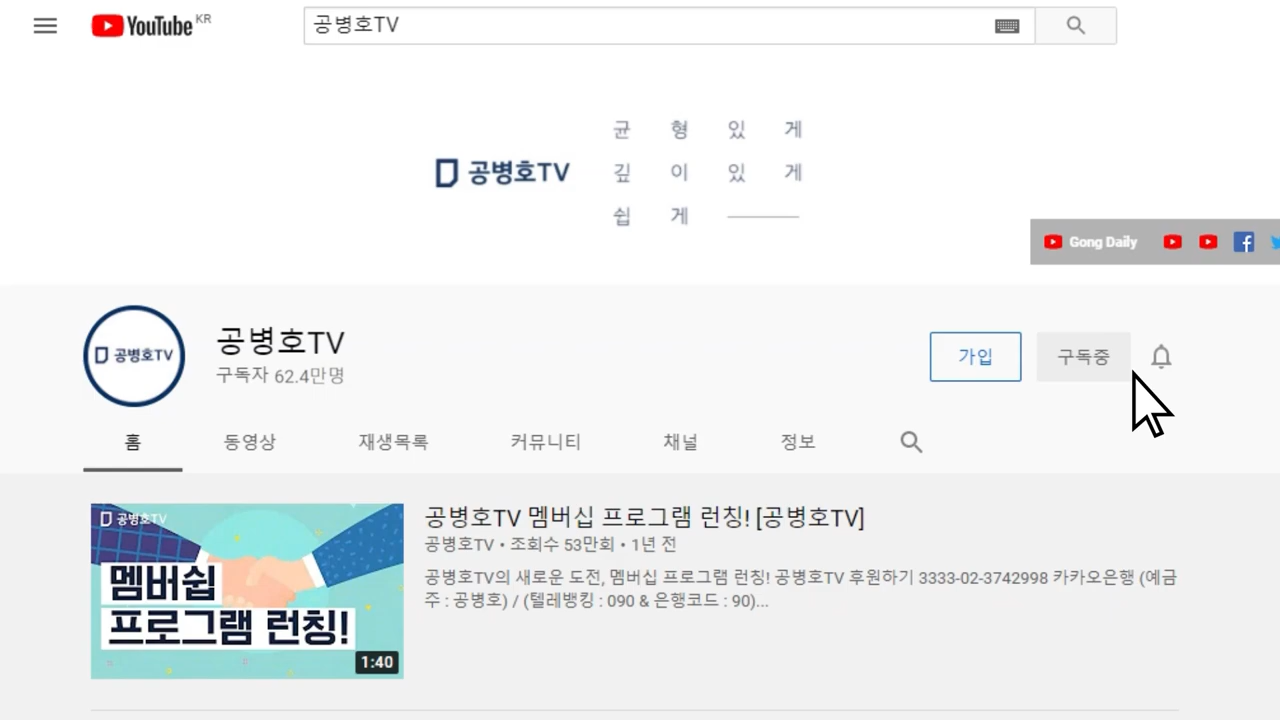 YouTube KR
공병호TV
균 형 있 게
공병호TV 깊 이 있 게
쉽 게
Gong Daily
공병호TV
공병호TV
구독자 62.4만명
가입 구독중
홈 동영상 재생목록 커뮤니티 채널 정보
공병호TV
멤버쉽
프로그램 런칭!
1:40
공병호TV 멤버십 프로그램 런칭! [공병호TV]
공병호TV • 조회수 53만회 • 1년 전
공병호TV의 새로운 도전, 멤버십 프로그램 런칭! 공병호TV 후원하기 3333-02-3742998 카카오은행 (예금
주 : 공병호) / (텔레뱅킹 : 090 & 은행코드 : 90)...